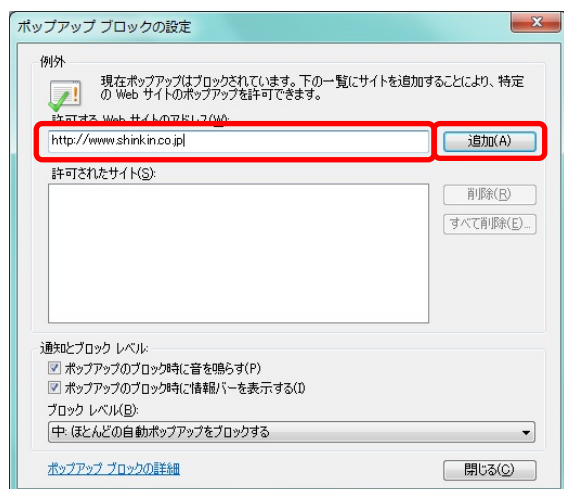 ポップアップ ブロックの設定
例外
現在ポップアップはブロックされています。下の一覧にサイトを追加することにより、特定
の Web サイトのポップアップを許可できます。
許可する Web サイトのアドレス(W):
http://www.shinkin.co.jp
追加(A)
許可されたサイト(S):
削除(R)
すべて削除(E)...
通知とブロック レベル:
ポップアップのブロック時に音を鳴らす(P)
ポップアップのブロック時に情報バーを表示する(I)
ブロック レベル(B):
中: ほとんどの自動ポップアップをブロックする
ポップアップ ブロックの詳細
閉じる(C)